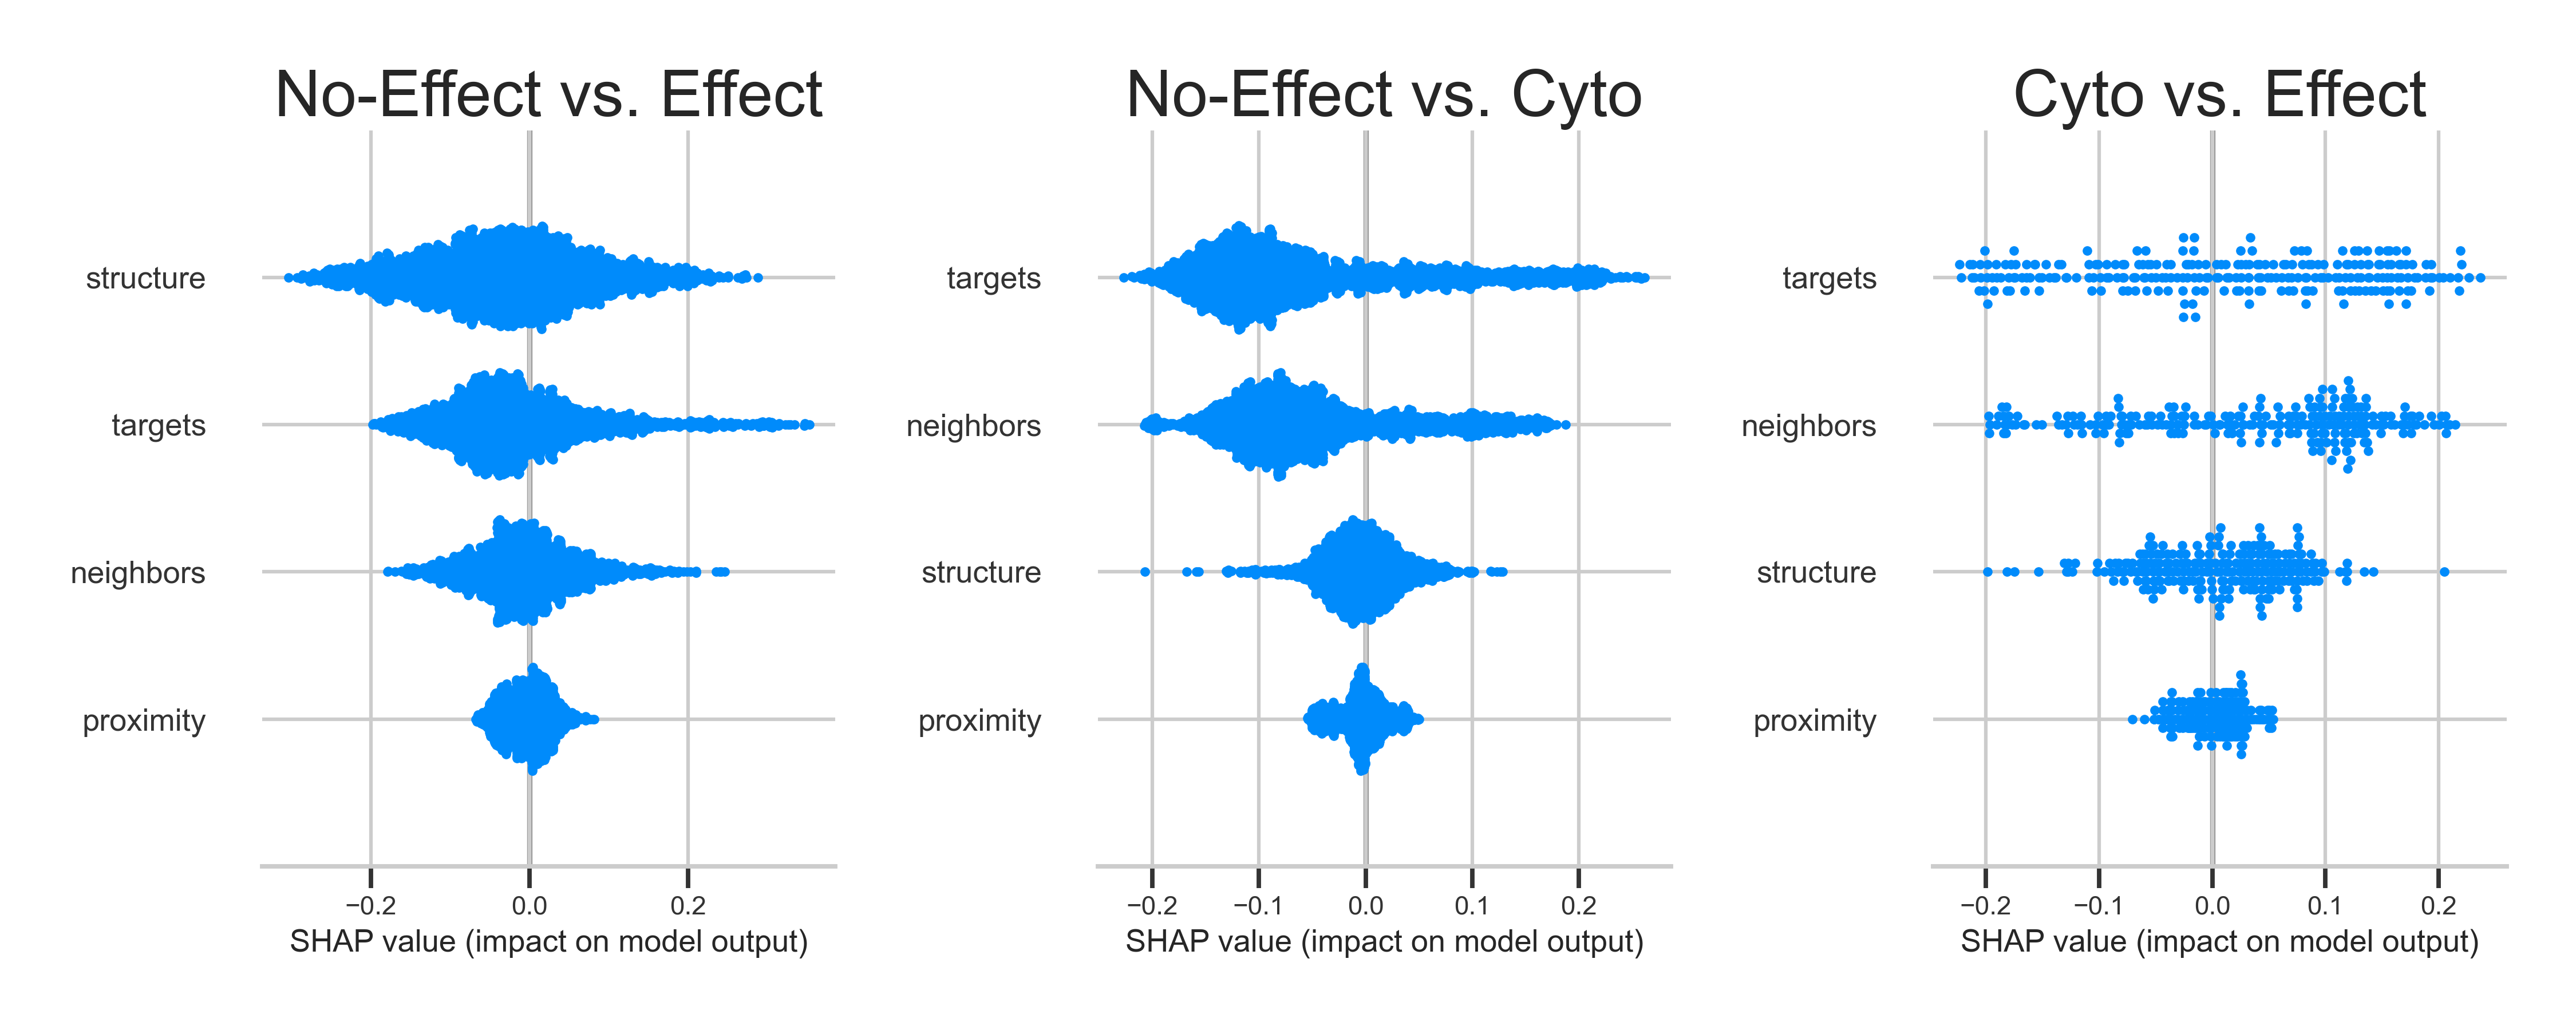 No-Effect vs. Effect
structure
targets
neighbors
proximity
−0.2 0.0 0.2
SHAP value (impact on model output)
No-Effect vs. Cyto
targets
neighbors
structure
proximity
−0.2 −0.1 0.0 0.1 0.2
SHAP value (impact on model output)
Cyto vs. Effect
targets
neighbors
structure
proximity
−0.2 −0.1 0.0 0.1 0.2
SHAP value (impact on model output)